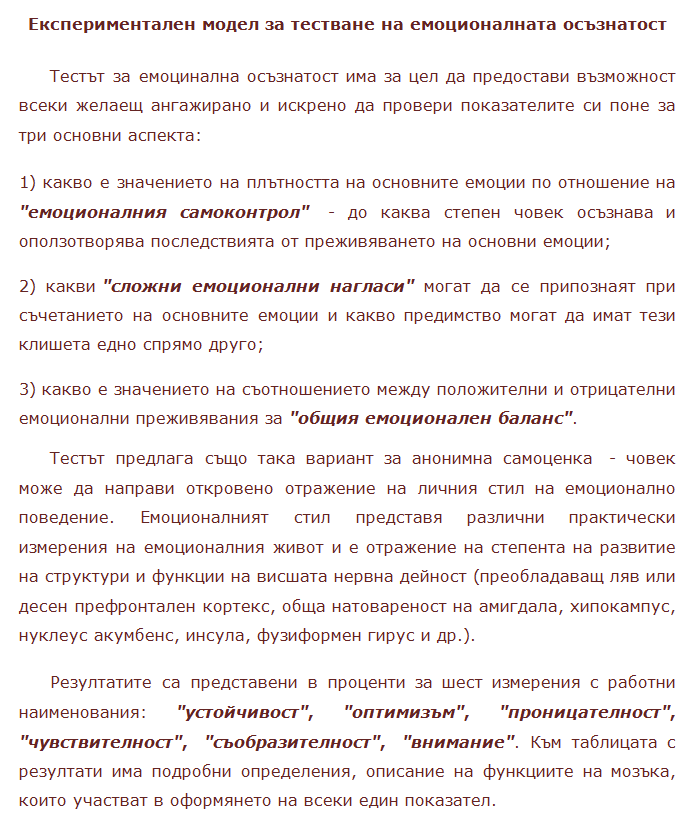 Експериментален модел за тестване на емоционалната осъзнатост
Тестът за емоцинална осъзнатост има за цел да предостави възможност
всеки желаещ ангажирано и искрено да провери показателите си поне за
три основни аспекта:
1) какво е значението на плътността на основните емоции по отношение на
"емоционалния самоконтрол" - до каква степен човек осъзнава и
оползотворява последствията от преживяването на основни емоции;
2) какви "сложни емоционални нагласи" могат да се припознаят при
съчетанието на основните емоции и какво предимство могат да имат тези
клишета едно спрямо друго;
3) какво е значението на съотношението между положителни и отрицателни
емоционални преживявания за "общия емоционален баланс".
Тестът предлага също така вариант за анонимна самоценка - човек
може да направи откровено отражение на личния стил на емоционално
поведение. Емоционалният стил представя различни практически
измерения на емоционалния живот и е отражение на степента на развитие
на структури и функции на висшата нервна дейност (преобладаващ ляв или
десен префронтален кортекс, обща натовареност на амигдала, хипокампус,
нуклеус акумбенс, инсула, фузиформен гирус и др.).
Резултатите са представени в проценти за шест измерения с работни
наименования: "устойчивост", "оптимизъм", "проницателност",
"чувствителност", "съобразителност", "внимание". Към таблицата с
резултати има подробни определения, описание на функциите на мозъка,
които участват в оформянето на всеки един показател.